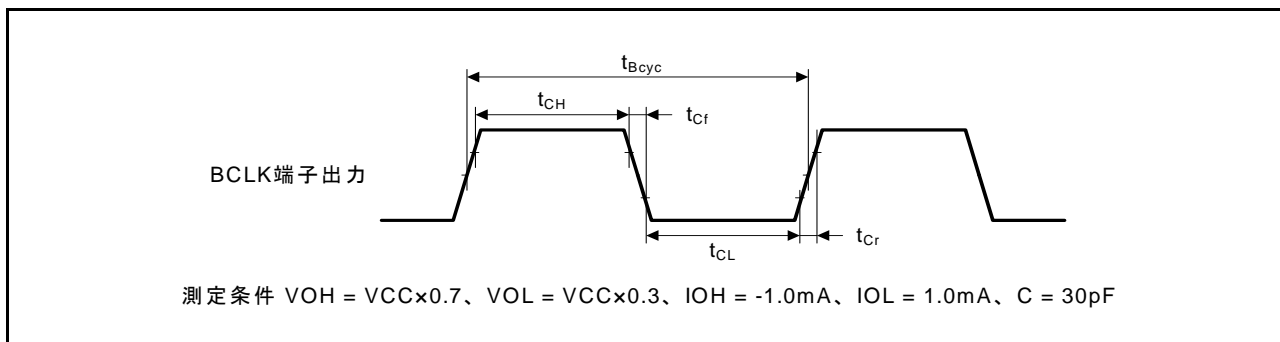 tBcyc
tCH
tCf
BCLK端子出力
tCL
tCr
測定条件 VOH = VCC×0.7、VOL = VCC×0.3、IOH = -1.0mA、IOL = 1.0mA、C = 30pF